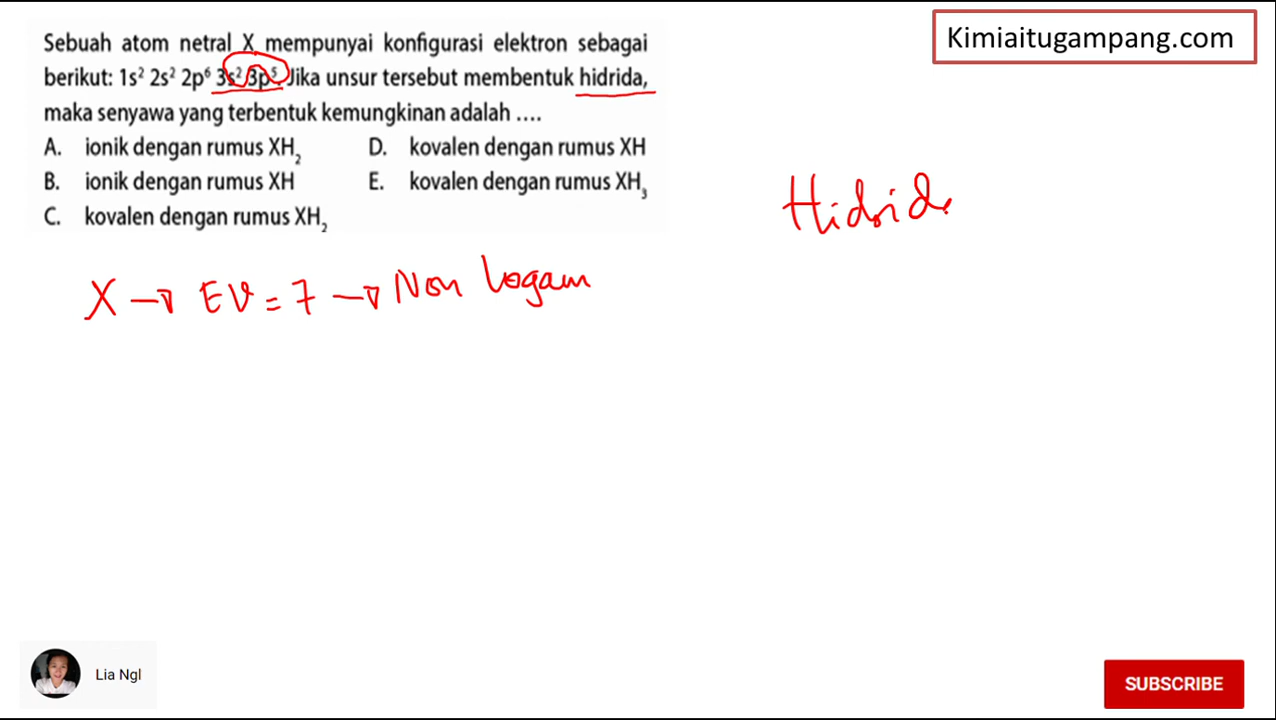 Kimiaitugampang.com
Sebuah atom netral X mempunyai konfigurasi elektron sebagai
berikut: 1s² 2s² 2p⁶ 3s² 3p⁵. Jika unsur tersebut membentuk hidrida,
maka senyawa yang terbentuk kemungkinan adalah ....
A. ionik dengan rumus XH₂
B. ionik dengan rumus XH
C. kovalen dengan rumus XH₂
D. kovalen dengan rumus XH
E. kovalen dengan rumus XH₃
Hidrida
X → EV = 7 → Non logam
Lia Ngl
SUBSCRIBE